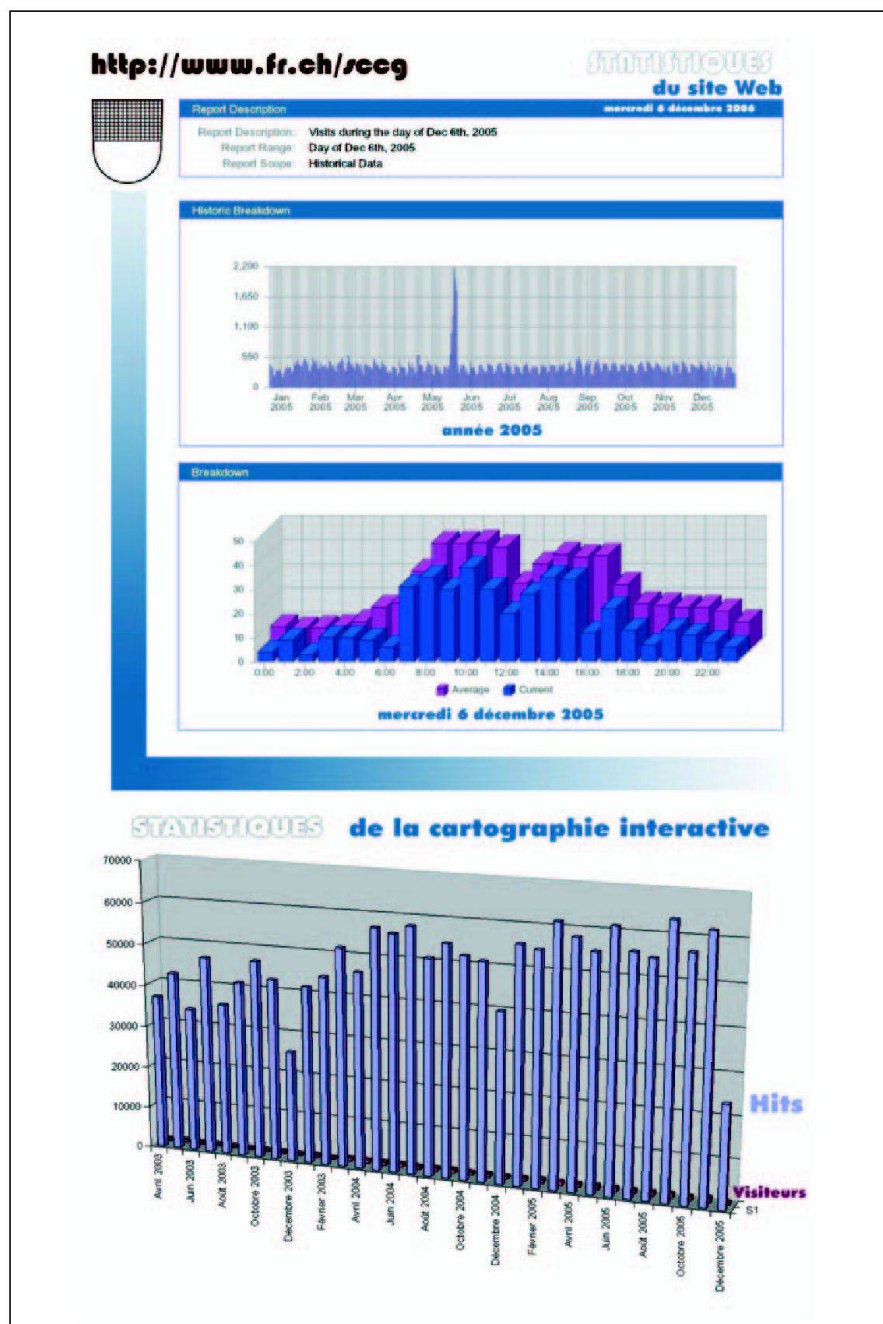 http://www.fr.ch/sccg
STATISTIQUES
du site Web
Report Description
mercredi 6 décembre 2006
Report Description: Visits during the day of Dec 6th, 2005
Report Range: Day of Dec 6th, 2005
Report Scope: Historical Data
Historic Breakdown
2,200
1,650
1,100
550
0
Jan 2005 Feb 2005 Mar 2005 Apr 2005 May 2005 Jun 2005 Jul 2005 Aug 2005 Sep 2005 Oct 2005 Nov 2005 Dec 2005
année 2005
Breakdown
50
40
30
20
10
0
0:00 2:00 4:00 6:00 8:00 10:00 12:00 14:00 16:00 18:00 20:00 22:00
Average Current
mercredi 6 décembre 2005
STATISTIQUES de la cartographie interactive
70000
60000
50000
40000
30000
20000
10000
0
Hits
Visiteurs
S1
Avril 2003
Juin 2003
Août 2003
Octobre 2003
Décembre 2003
Février 2003
Avril 2004
Juin 2004
Août 2004
Octobre 2004
Décembre 2004
Février 2005
Avril 2005
Juin 2005
Août 2005
Octobre 2005
Décembre 2005